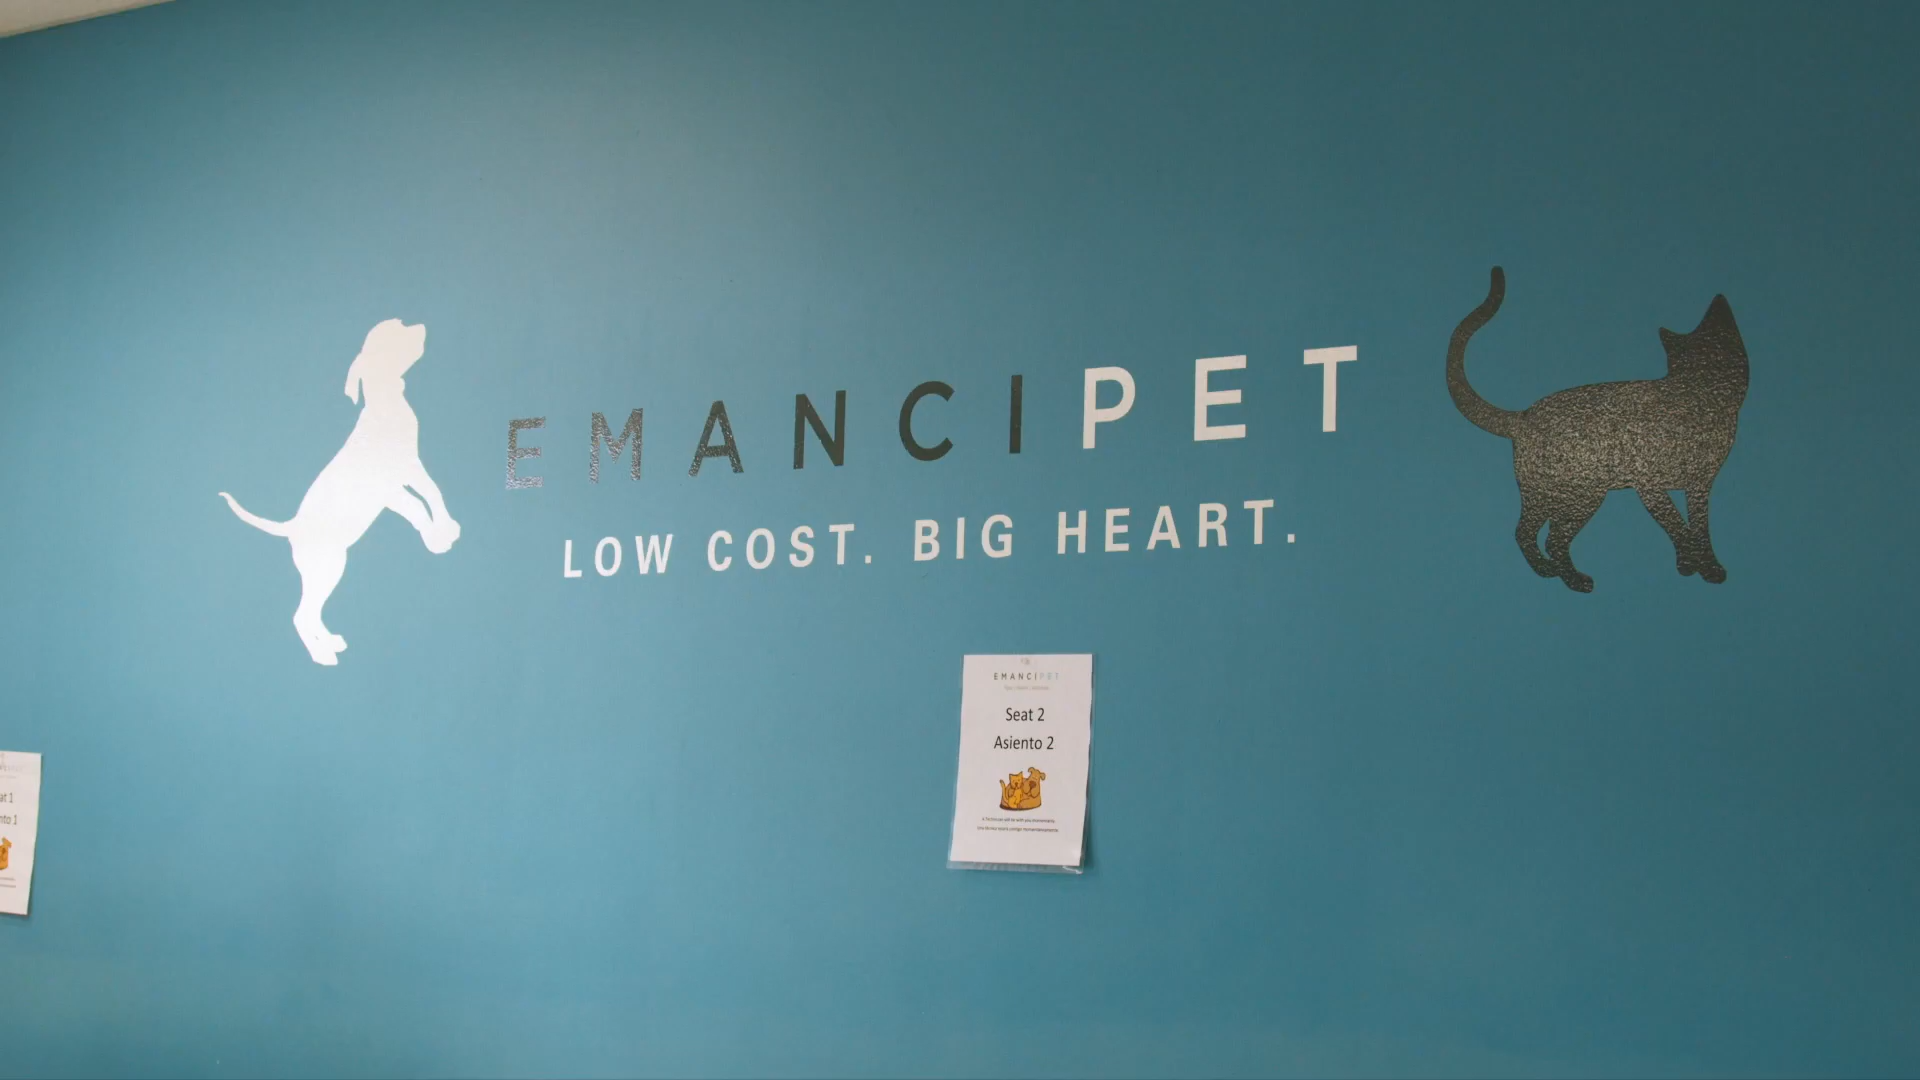 EMANCIPET
LOW COST. BIG HEART.
EMANCIPET
Seat 2
Asiento 2